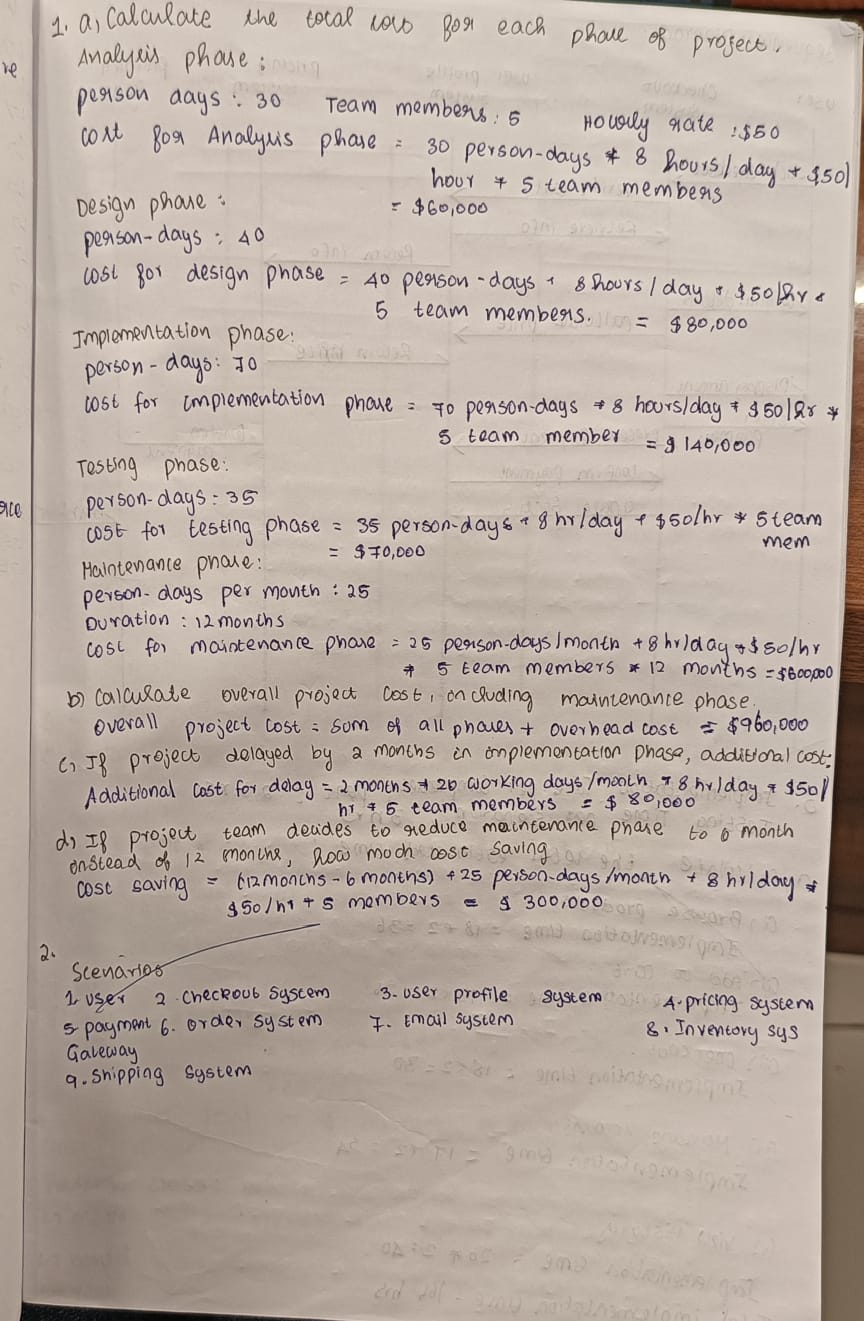 1. a, Calculate the total cost for each phase of project.
Analysis phase:
person days: 30 Team members: 5 Hourly rate: $50
cost for Analysis phase = 30 person-days * 8 hours/day * $50/
hour * 5 team members
= $60,000
Design phase:
person-days: 40
cost for design phase = 40 person-days * 8 hours/day * $50/hr *
5 team members. = $80,000
Implementation phase:
person-days: 70
cost for implementation phase = 70 person-days * 8 hours/day * $50/hr *
5 team member = $140,000
Testing phase:
person-days: 35
cost for testing phase = 35 person-days * 8 hr/day * $50/hr * 5 team
mem
= $70,000
Maintenance phase:
person-days per month: 25
Duration: 12 months
cost for maintenance phase = 25 person-days/month * 8 hr/day * $50/hr
* 5 team members * 12 months = $600,000
b) Calculate overall project cost, including maintenance phase.
Overall project cost = sum of all phases + overhead cost = $960,000
c, If project delayed by 2 months in implementation phase, additional cost.
Additional cost for delay = 2 months * 20 working days/month * 8 hr/day * $50/
hr * 5 team members = $80,000
d, If project team decides to reduce maintenance phase to 6 month
instead of 12 months, how much cost saving
cost saving = (12 months - 6 months) * 25 person-days/month * 8 hr/day *
$50/hr * 5 members = $300,000
2.
Scenarios
1. User 2. Checkout System 3. User profile System 4. pricing system
5. payment 6. order system 7. Email system 8. Inventory sys
Gateway
9. Shipping System